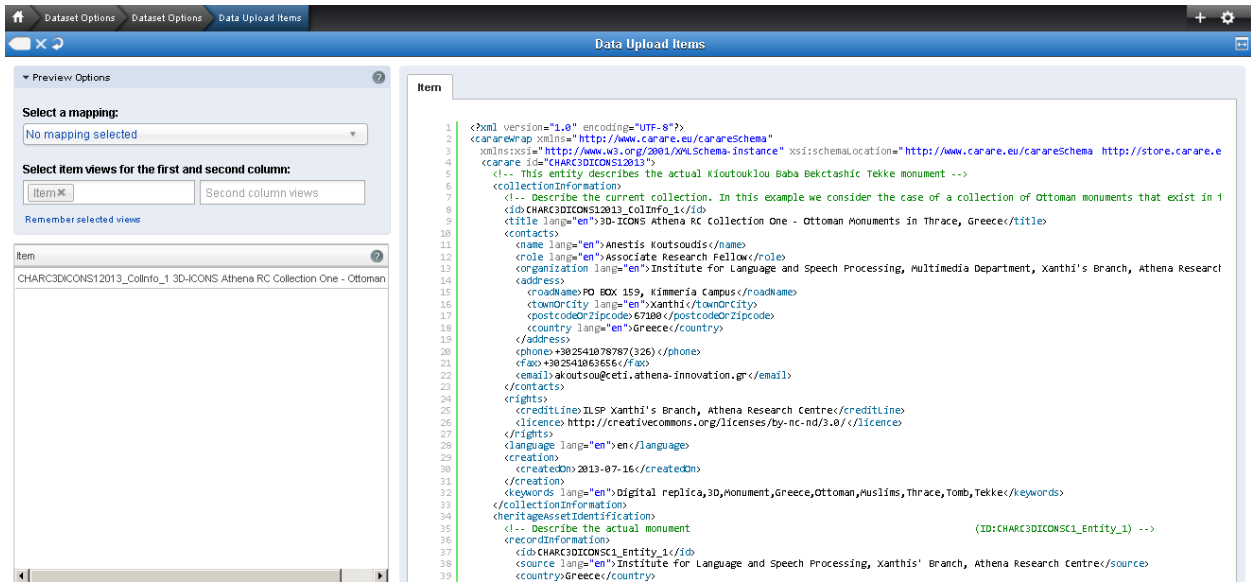 Dataset Options Dataset Options Data Upload Items
Data Upload Items
Preview Options
Select a mapping:
No mapping selected
Select item views for the first and second column:
Item Second column views
Remember selected views
Item
CHARC3DICONS12013_ColInfo_1 3D-ICONS Athena RC Collection One - Ottoman
Item
1 <?xml version="1.0" encoding="UTF-8"?>
2 <carareWrap xmlns="http://www.carare.eu/carareSchema"
3 xmlns:xsi="http://www.w3.org/2001/XMLSchema-instance" xsi:schemaLocation="http://www.carare.eu/carareSchema http://store.carare.e
4 <carare id="CHARC3DICONS12013">
5 <!-- This entity describes the actual Kioutouklou Baba Bekctashic Tekke monument -->
6 <collectionInformation>
7 <!-- Describe the current collection. In this example we consider the case of a collection of Ottoman monuments that exist in t
8 <id>CHARC3DICONS12013_ColInfo_1</id>
9 <title lang="en">3D-ICONS Athena RC Collection One - Ottoman Monuments in Thrace, Greece</title>
10 <contacts>
11 <name lang="en">Anestis Koutsoudis</name>
12 <role lang="en">Associate Research Fellow</role>
13 <organization lang="en">Institute for Language and Speech Processing, Multimedia Department, Xanthi's Branch, Athena Research
14 <address>
15 <roadName>PO BOX 159, Kimmeria Campus</roadName>
16 <townOrCity lang="en">Xanthi</townOrCity>
17 <postcodeOrZipcode>67100</postcodeOrZipcode>
18 <country lang="en">Greece</country>
19 </address>
20 <phone>+302541078787(326)</phone>
21 <fax>+302541063656</fax>
22 <email>akoutsou@ceti.athena-innovation.gr</email>
23 </contacts>
24 <rights>
25 <creditLine>ILSP Xanthi's Branch, Athena Research Centre</creditLine>
26 <licence>http://creativecommons.org/licenses/by-nc-nd/3.0/</licence>
27 </rights>
28 <language lang="en">en</language>
29 <creation>
30 <createdOn>2013-07-16</createdOn>
31 </creation>
32 <keywords lang="en">Digital replica,3D,Monument,Greece,Ottoman,Muslims,Thrace,Tomb,Tekke</keywords>
33 </collectionInformation>
34 <heritageAssetIdentification>
35 <!-- Describe the actual monument (ID:CHARC3DICONSC1_Entity_1) -->
36 <recordInformation>
37 <id>CHARC3DICONSC1_Entity_1</id>
38 <source lang="en">Institute for Language and Speech Processing, Xanthi's' Branch, Athena Research Centre</source>
39 <country>Greece</country>